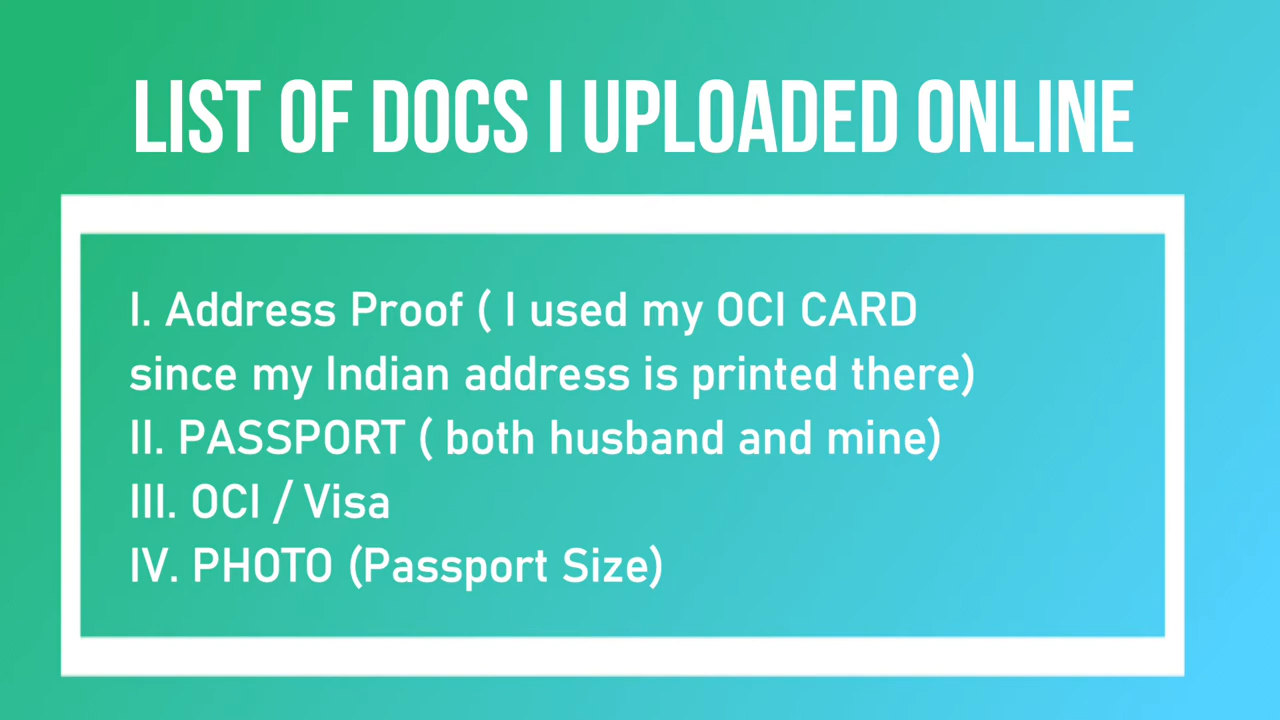 LIST OF DOCS I UPLOADED ONLINE
I. Address Proof ( I used my OCI CARD
since my Indian address is printed there)
II. PASSPORT ( both husband and mine)
III. OCI / Visa
IV. PHOTO (Passport Size)